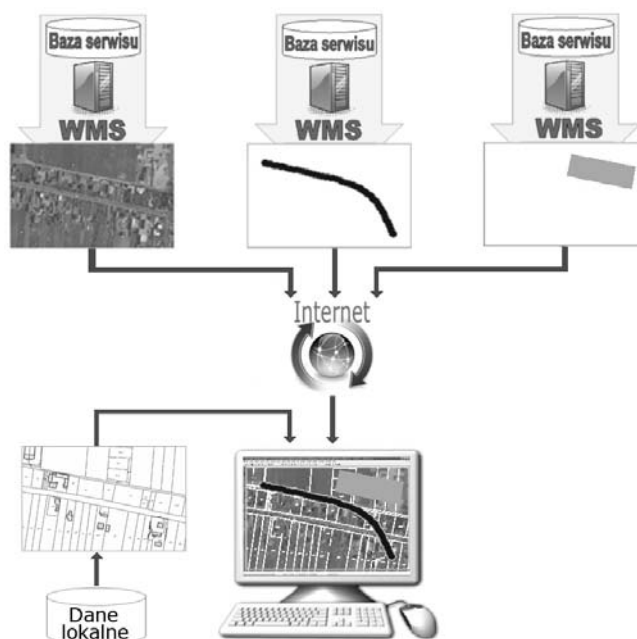 Baza serwisu
WMS
Baza serwisu
WMS
Baza serwisu
WMS
Internet
Dane
lokalne